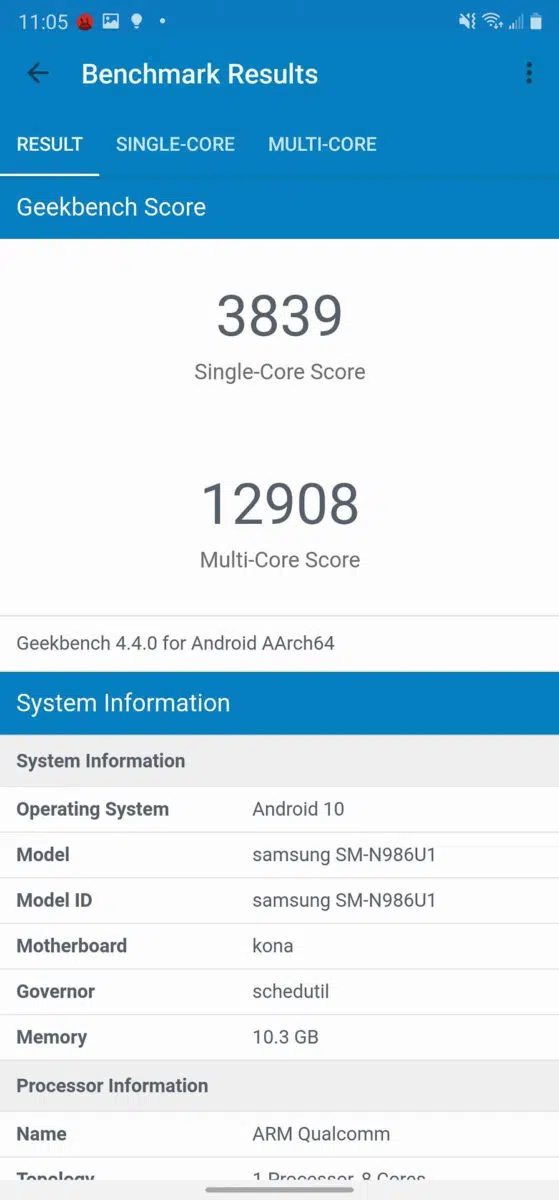 11:05
Benchmark Results
RESULT SINGLE-CORE MULTI-CORE
Geekbench Score
3839
Single-Core Score
12908
Multi-Core Score
Geekbench 4.4.0 for Android AArch64
System Information
System Information
Operating System Android 10
Model samsung SM-N986U1
Model ID samsung SM-N986U1
Motherboard kona
Governor schedutil
Memory 10.3 GB
Processor Information
Name ARM Qualcomm
Topology 1 Processor, 8 Cores